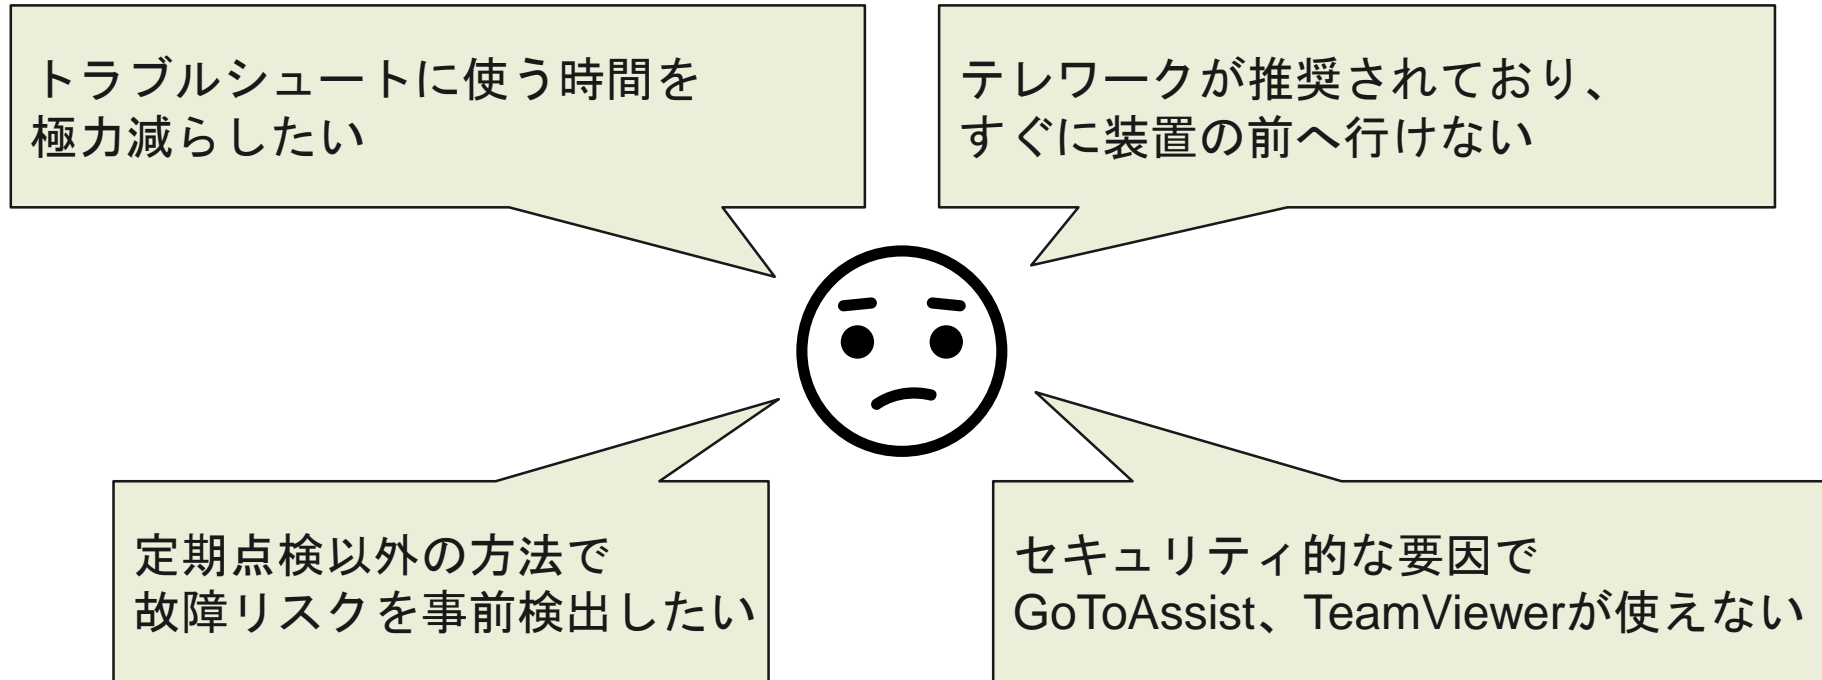 トラブルシュートに使う時間を
極力減らしたい
テレワークが推奨されており、
すぐに装置の前へ行けない
定期点検以外の方法で
故障リスクを事前検出したい
セキュリティ的な要因で
GoToAssist、TeamViewerが使えない